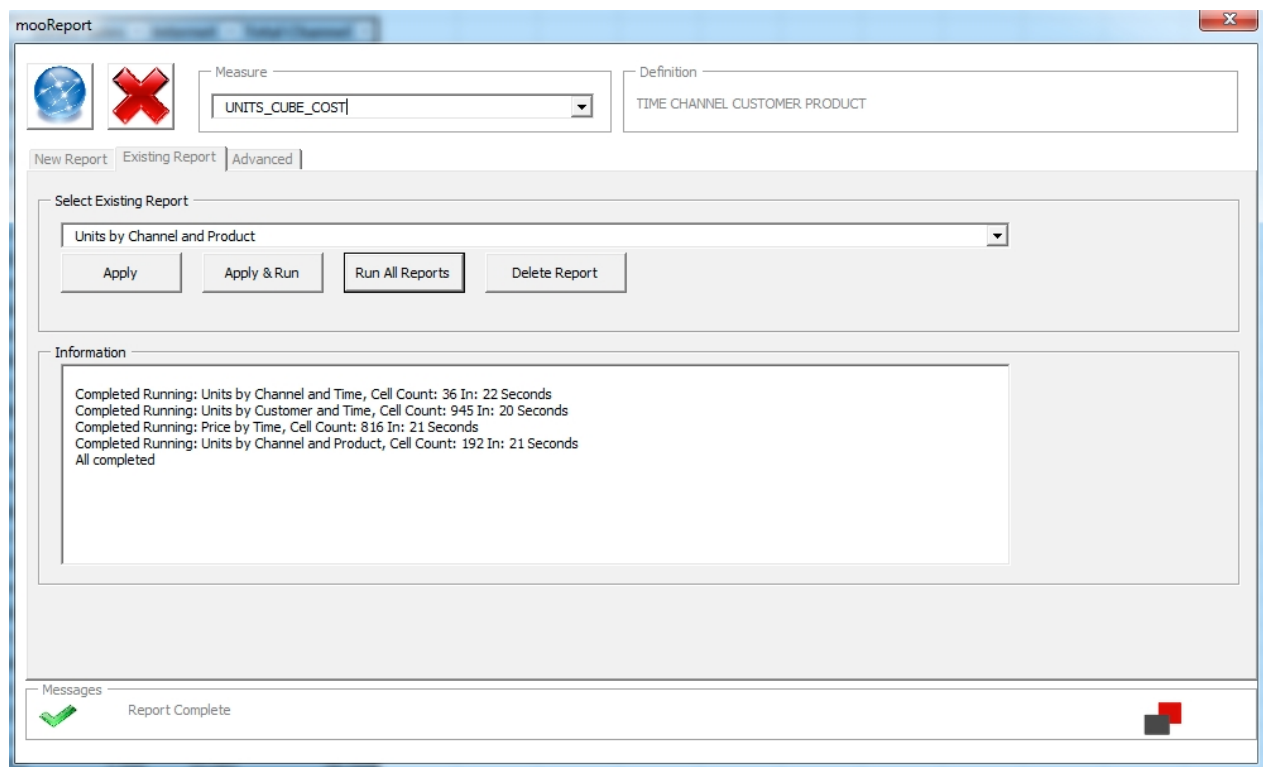 mooReport
Measure
UNITS_CUBE_COST
Definition
TIME CHANNEL CUSTOMER PRODUCT
New Report
Existing Report
Advanced
Select Existing Report
Units by Channel and Product
Apply
Apply & Run
Run All Reports
Delete Report
Information
Completed Running: Units by Channel and Time, Cell Count: 36 In: 22 Seconds
Completed Running: Units by Customer and Time, Cell Count: 945 In: 20 Seconds
Completed Running: Price by Time, Cell Count: 816 In: 21 Seconds
Completed Running: Units by Channel and Product, Cell Count: 192 In: 21 Seconds
All completed
Messages
Report Complete